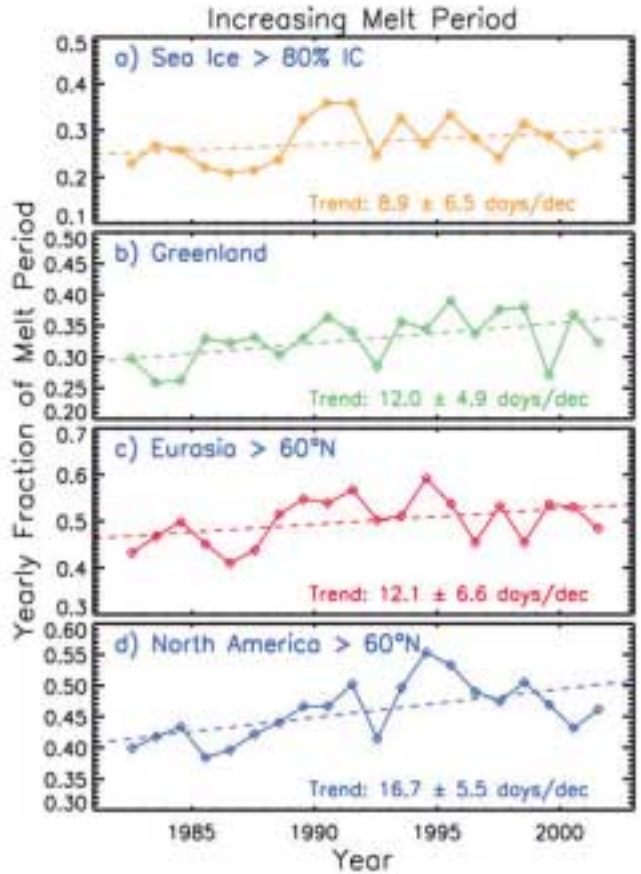 Increasing Melt Period
Yearly Fraction of Melt Period
0.5
a) Sea Ice > 80% IC
0.4
0.3
0.2
Trend: 8.9 ± 6.5 days/dec
0.1
0.50
b) Greenland
0.45
0.40
0.35
0.30
0.25
Trend: 12.0 ± 4.9 days/dec
0.20
0.7
c) Eurasia > 60°N
0.6
0.5
0.4
Trend: 12.1 ± 6.6 days/dec
0.3
0.60
d) North America > 60°N
0.55
0.50
0.45
0.40
0.35
Trend: 16.7 ± 5.5 days/dec
0.30
1985 1990 1995 2000
Year